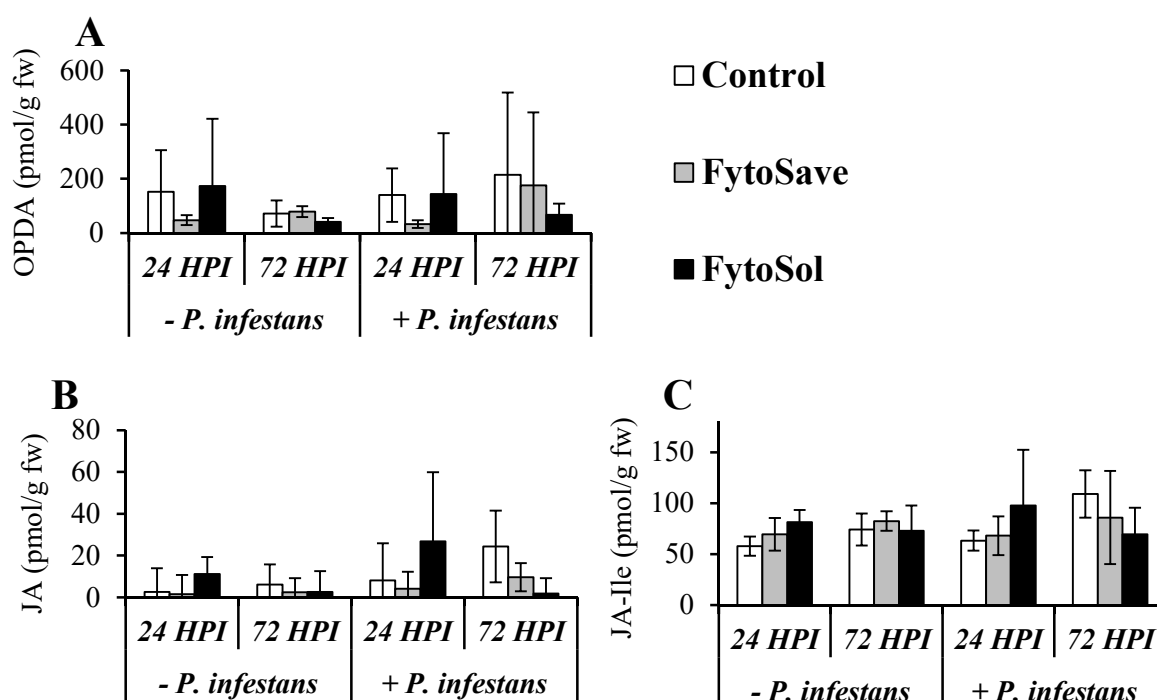 A
OPDA (pmol/g fw)
600
400
200
0
24 HPI 72 HPI 24 HPI 72 HPI
- P. infestans + P. infestans
Control
FytoSave
FytoSol
B
JA (pmol/g fw)
80
60
40
20
0
24 HPI 72 HPI 24 HPI 72 HPI
- P. infestans + P. infestans
C
JA-Ile (pmol/g fw)
150
100
50
0
24 HPI 72 HPI 24 HPI 72 HPI
- P. infestans + P. infestans